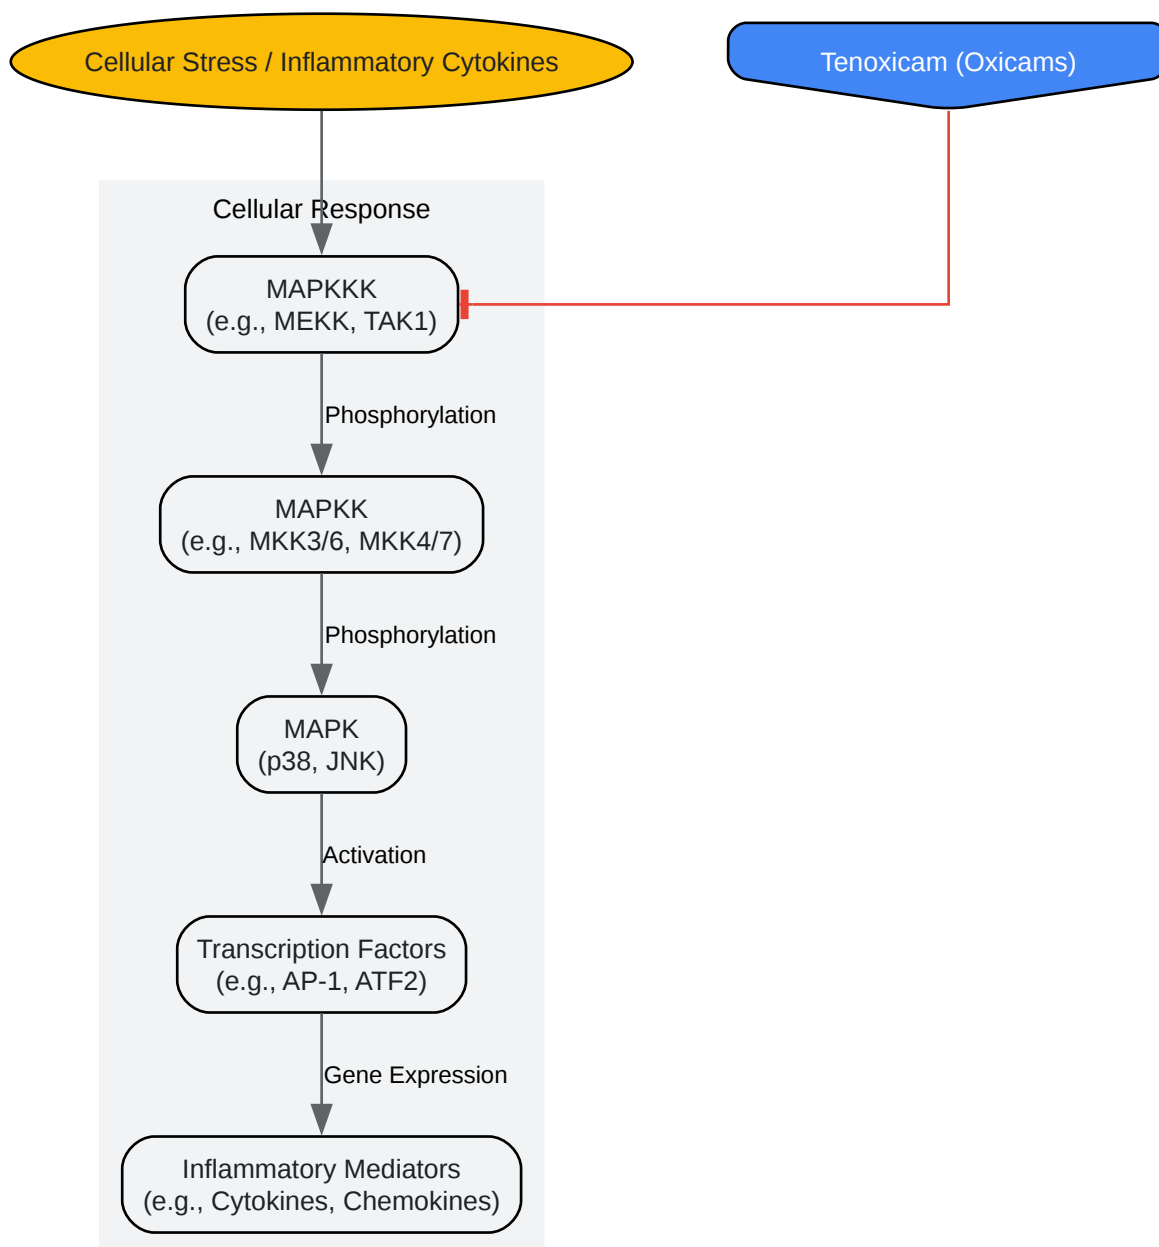 Cellular Stress / Inflammatory Cytokines
Tenoxicam (Oxicams)
Cellular Response
MAPKKK
(e.g., MEKK, TAK1)
Phosphorylation
MAPKK
(e.g., MKK3/6, MKK4/7)
Phosphorylation
MAPK
(p38, JNK)
Activation
Transcription Factors
(e.g., AP-1, ATF2)
Gene Expression
Inflammatory Mediators
(e.g., Cytokines, Chemokines)